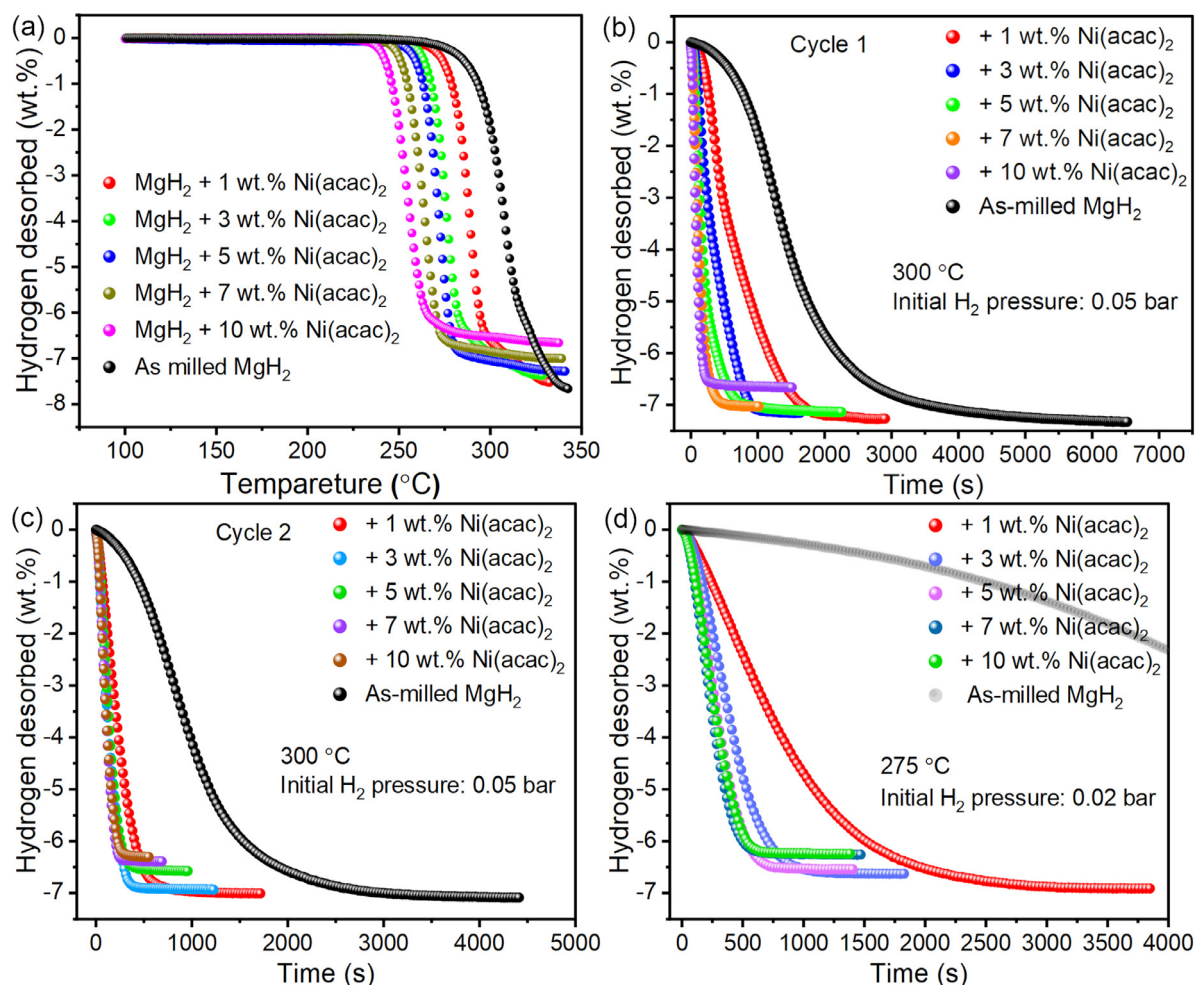 (a)
Hydrogen desorbed (wt.%)
0
-1
-2
-3
-4
-5
-6
-7
-8
MgH₂ + 1 wt.% Ni(acac)₂
MgH₂ + 3 wt.% Ni(acac)₂
MgH₂ + 5 wt.% Ni(acac)₂
MgH₂ + 7 wt.% Ni(acac)₂
MgH₂ + 10 wt.% Ni(acac)₂
As milled MgH₂
100 150 200 250 300 350
Tempareture (°C)
(b)
Hydrogen desorbed (wt.%)
0
-1
-2
-3
-4
-5
-6
-7
Cycle 1
+ 1 wt.% Ni(acac)₂
+ 3 wt.% Ni(acac)₂
+ 5 wt.% Ni(acac)₂
+ 7 wt.% Ni(acac)₂
+ 10 wt.% Ni(acac)₂
As-milled MgH₂
300 °C
Initial H₂ pressure: 0.05 bar
0 1000 2000 3000 4000 5000 6000 7000
Time (s)
(c)
Hydrogen desorbed (wt.%)
0
-1
-2
-3
-4
-5
-6
-7
Cycle 2
+ 1 wt.% Ni(acac)₂
+ 3 wt.% Ni(acac)₂
+ 5 wt.% Ni(acac)₂
+ 7 wt.% Ni(acac)₂
+ 10 wt.% Ni(acac)₂
As-milled MgH₂
300 °C
Initial H₂ pressure: 0.05 bar
0 1000 2000 3000 4000 5000
Time (s)
(d)
Hydrogen desorbed (wt.%)
0
-1
-2
-3
-4
-5
-6
-7
+ 1 wt.% Ni(acac)₂
+ 3 wt.% Ni(acac)₂
+ 5 wt.% Ni(acac)₂
+ 7 wt.% Ni(acac)₂
+ 10 wt.% Ni(acac)₂
As-milled MgH₂
275 °C
Initial H₂ pressure: 0.02 bar
0 500 1000 1500 2000 2500 3000 3500 4000
Time (s)